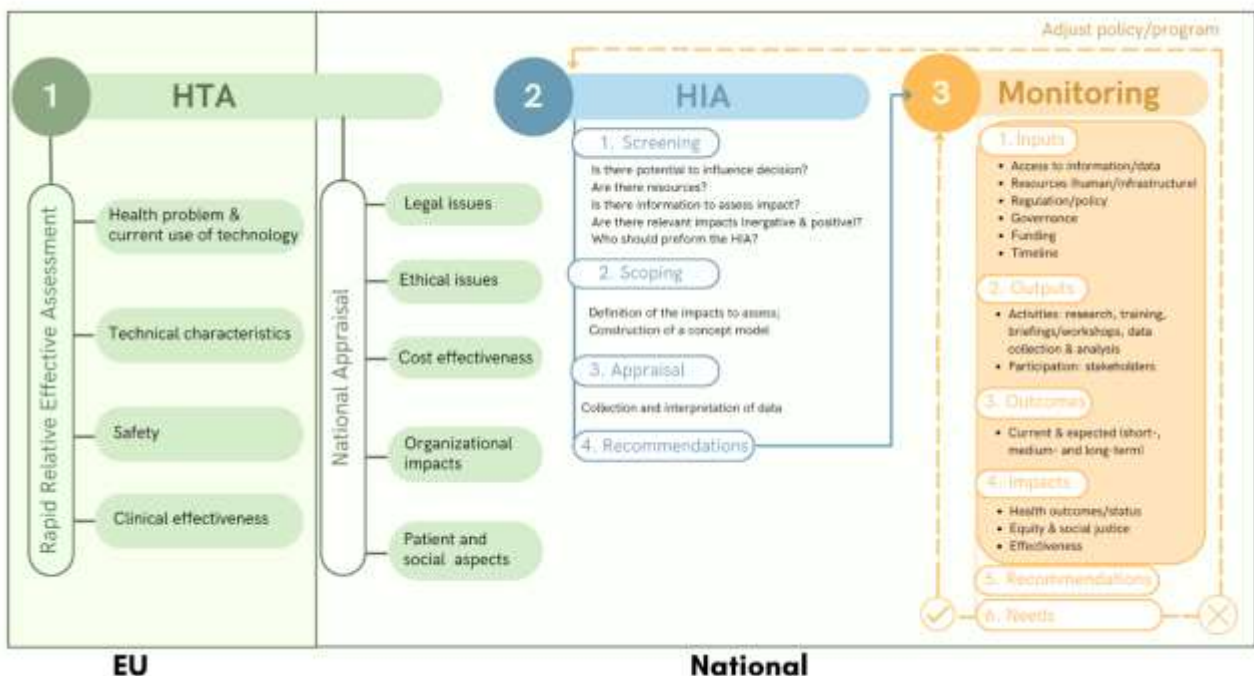 Adjust policy/program
1
HTA
2
HIA
3
Monitoring
Rapid Relative Effective Assessment
Health problem &
current use of technology
Technical characteristics
Safety
Clinical effectiveness
National Appraisal
Legal issues
Ethical issues
Cost effectiveness
Organizational
impacts
Patient and
social aspects
1. Screening
Is there potential to influence decision?
Are there resources?
Is there information to assess impact?
Are there relevant impacts (nergative & positive)?
Who should preform the HIA?
2. Scoping
Definition of the impacts to assess;
Construction of a concept model
3. Appraisal
Collection and interpretation of data
4. Recommendations
1. Inputs
• Access to information/data
• Resources (human/infrastructure)
• Regulation/policy
• Governance
• Funding
• Timeline
2. Outputs
• Activities: research, training,
briefings/workshops, data
collection & analysis
• Participation: stakeholders
3. Outcomes
• Current & expected (short-,
medium- and long-term)
4. Impacts
• Health outcomes/status
• Equity & social justice
• Effectiveness
5. Recommendations
6. Needs
EU
National